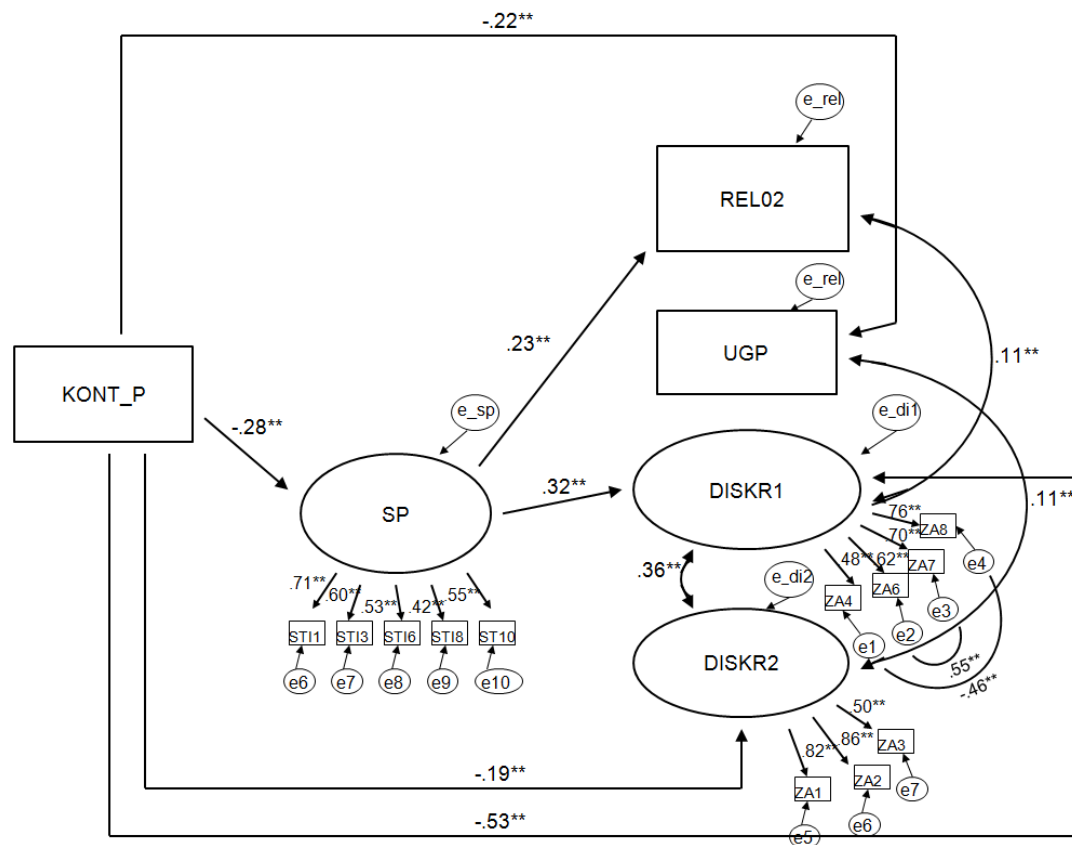 -.22**
e_rel
REL02
e_rel
UGP
.23**
.11**
KONT_P
-.28**
e_sp
e_di1
SP
.32**
DISKR1
.11**
.76**
ZA8
.70**
ZA7
e4
.62**
ZA6
e3
.48**
ZA4
e2
e1
.36**
e_di2
DISKR2
.55**
-.46**
.71**
.60**
.53**
.42**
.55**
STI1
STI3
STI6
STI8
ST10
e6
e7
e8
e9
e10
.50**
.86**
.82**
ZA3
ZA2
ZA1
e7
e6
e5
-.19**
-.53**